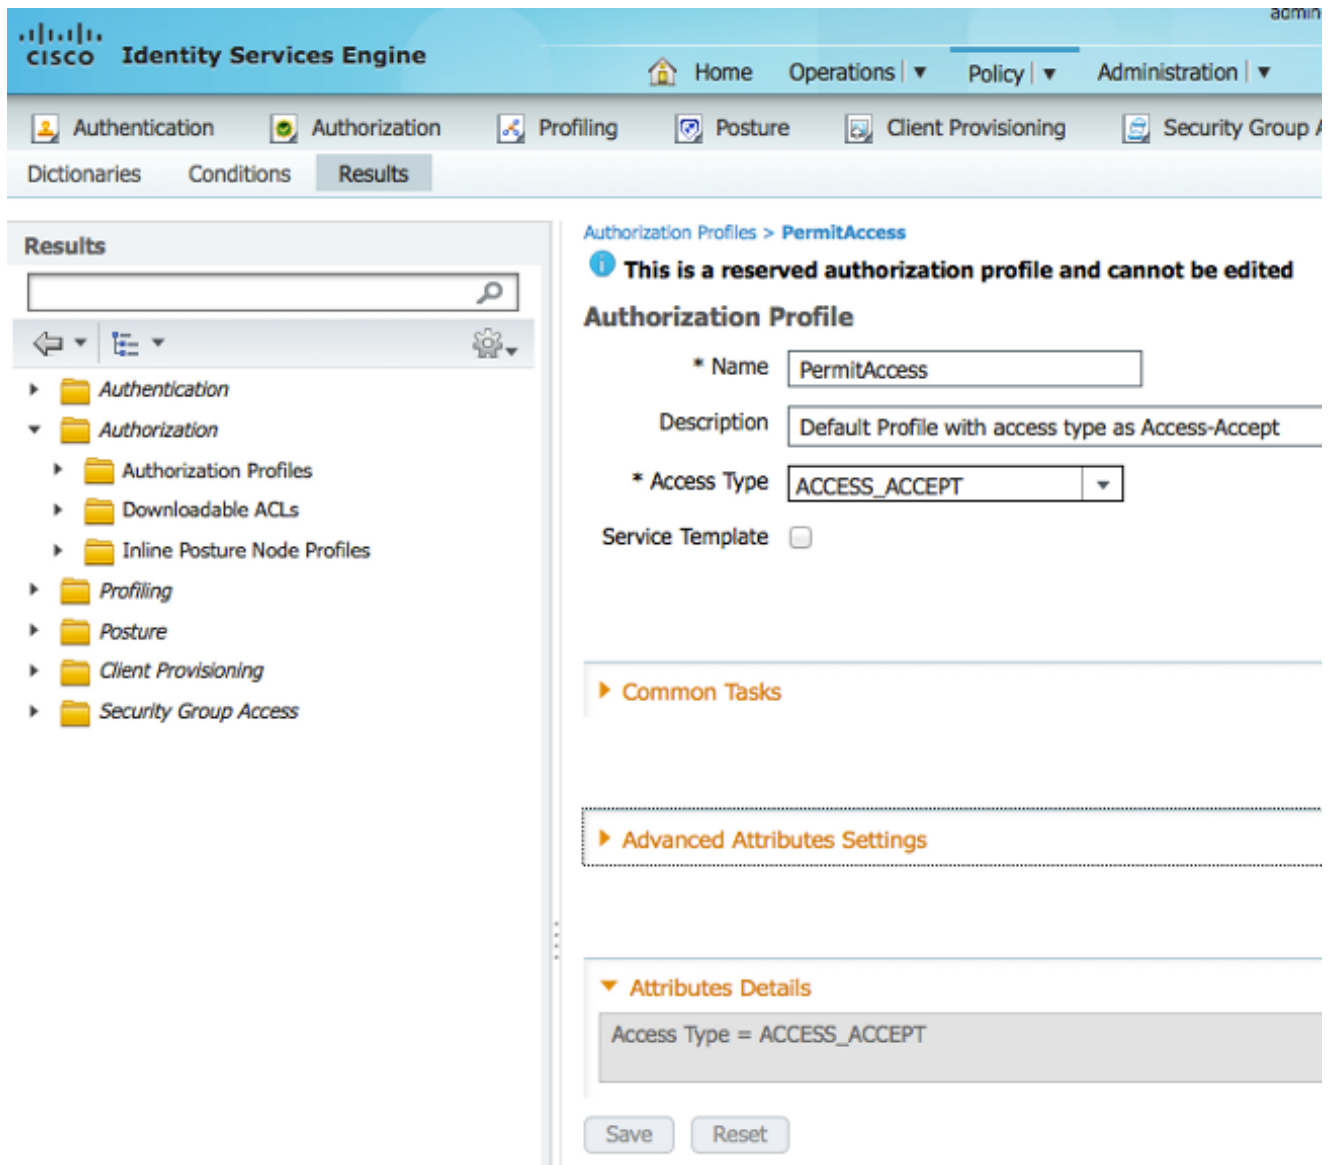 admin
CISCO Identity Services Engine
Home Operations Policy Administration
Authentication Authorization Profiling Posture Client Provisioning Security Group
Dictionaries Conditions Results
Results
Authentication
Authorization
Authorization Profiles
Downloadable ACLs
Inline Posture Node Profiles
Profiling
Posture
Client Provisioning
Security Group Access
Authorization Profiles > PermitAccess
This is a reserved authorization profile and cannot be edited
Authorization Profile
* Name PermitAccess
Description Default Profile with access type as Access-Accept
* Access Type ACCESS_ACCEPT
Service Template
Common Tasks
Advanced Attributes Settings
Attributes Details
Access Type = ACCESS_ACCEPT
Save Reset